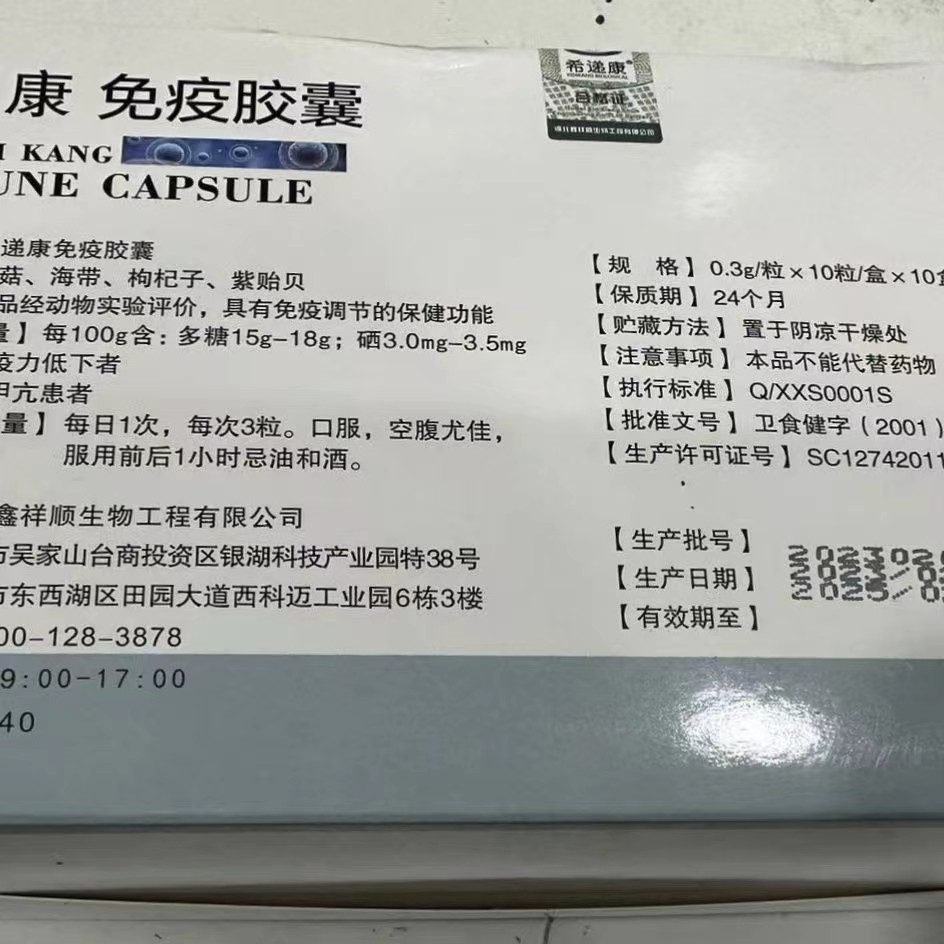 康 免疫胶囊
KANG
UNE CAPSULE
希递康
合格证
递康免疫胶囊
菇、海带、枸杞子、紫贻贝
品经动物实验评价，具有免疫调节的保健功能
量】每100g含：多糖15g-18g；硒3.0mg-3.5mg
疫力低下者
甲亢患者
量】每日1次，每次3粒。口服，空腹尤佳，
服用前后1小时忌油和酒。
鑫祥顺生物工程有限公司
市吴家山台商投资区银湖科技产业园特38号
市东西湖区田园大道西科迈工业园6栋3楼
00-128-3878
9:00-17:00
40
【规 格】0.3g/粒×10粒/盒×10盒
【保质期】24个月
【贮藏方法】置于阴凉干燥处
【注意事项】本品不能代替药物
【执行标准】Q/XXS0001S
【批准文号】卫食健字（2001）
【生产许可证号】SC12742011
【生产批号】
【生产日期】
【有效期至】
202302
2023/0
2025/0